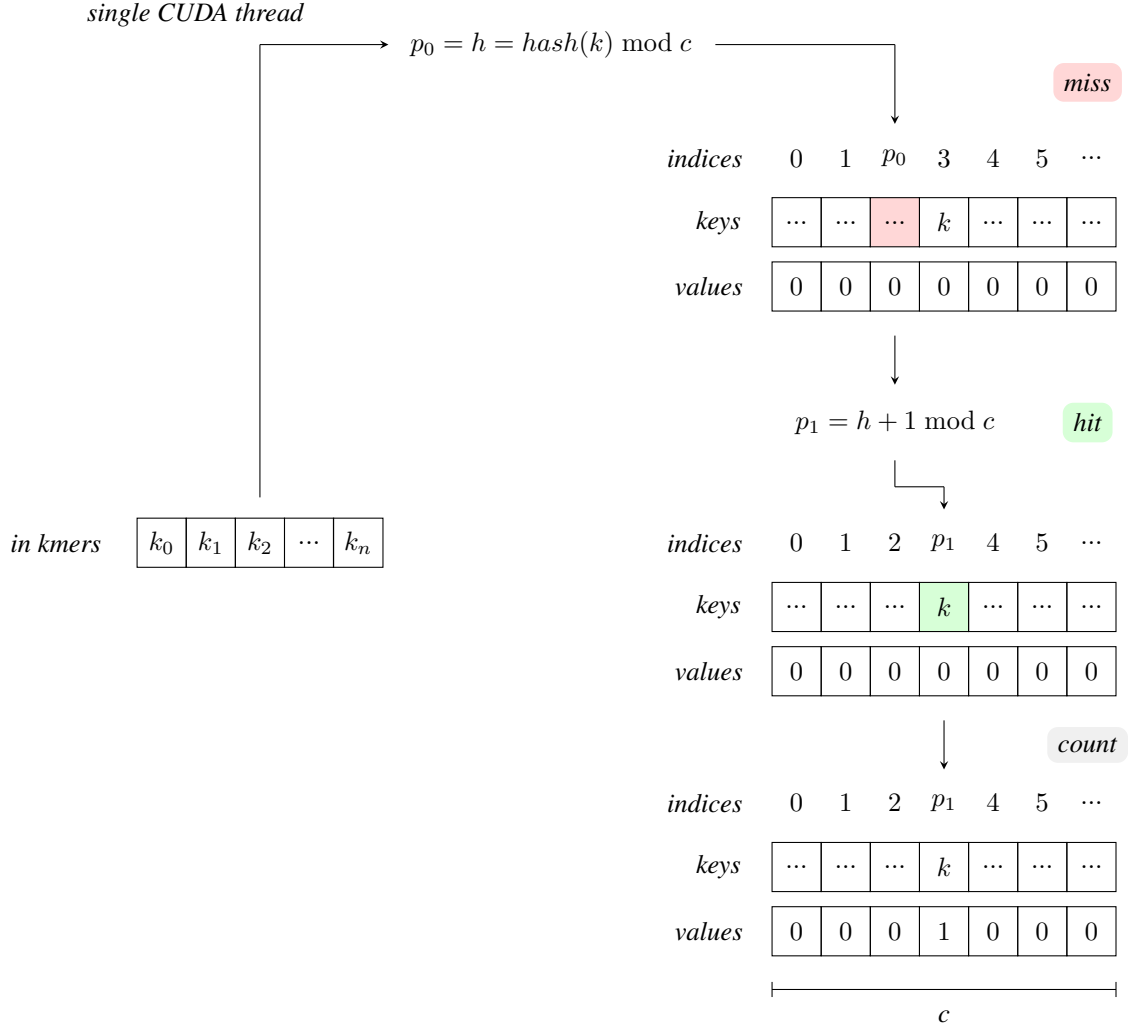 single CUDA thread
p₀ = h = hash(k) mod c
miss
indices 0 1 p₀ 3 4 5 ···
keys ··· ··· ··· k ··· ··· ···
values 0 0 0 0 0 0 0
p₁ = h + 1 mod c
hit
in kmers k₀ k₁ k₂ ··· kₙ
indices 0 1 2 p₁ 4 5 ···
keys ··· ··· ··· k ··· ··· ···
values 0 0 0 0 0 0 0
count
indices 0 1 2 p₁ 4 5 ···
keys ··· ··· ··· k ··· ··· ···
values 0 0 0 1 0 0 0
c